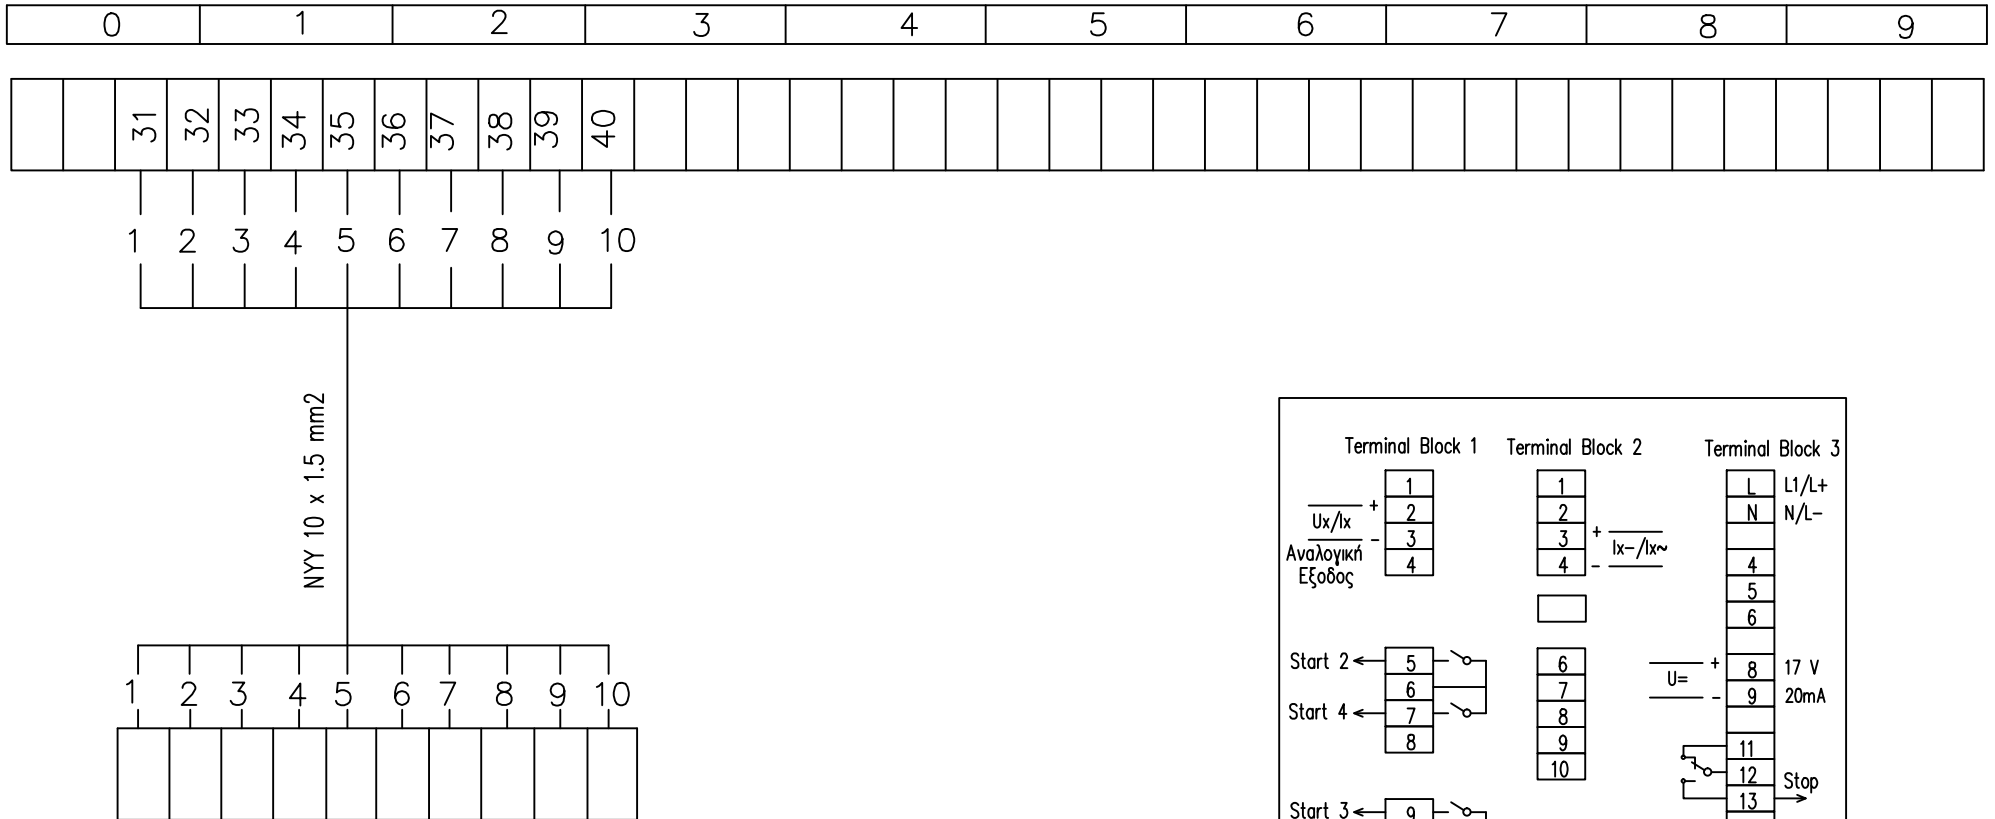 0 1 2 3 4 5 6 7 8 9
31 32 33 34 35 36 37 38 39 40
1 2 3 4 5 6 7 8 9 10
NYY 10 x 1.5 mm2
1 2 3 4 5 6 7 8 9 10
Terminal Block 1
1
+ 2
Ux/Ix
- 3
4
Αναλογική
Εξοδος
Start 2 5
6
Start 4 7
8
Start 3 9
Terminal Block 2
1
2
3 +
Ix-/Ix~
4 -
6
7
8
9
10
Terminal Block 3
L L1/L+
N N/L-
4
5
6
+ 8 17 V
U=
- 9 20mA
11
12 Stop
13